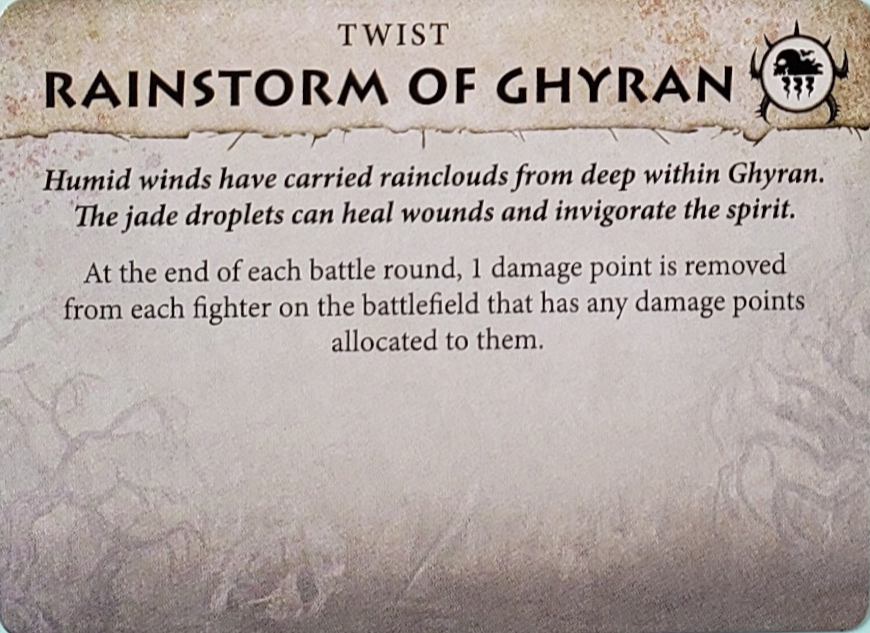 TWIST
RAINSTORM OF GHYRAN
Humid winds have carried rainclouds from deep within Ghyran.
The jade droplets can heal wounds and invigorate the spirit.
At the end of each battle round, 1 damage point is removed
from each fighter on the battlefield that has any damage points
allocated to them.